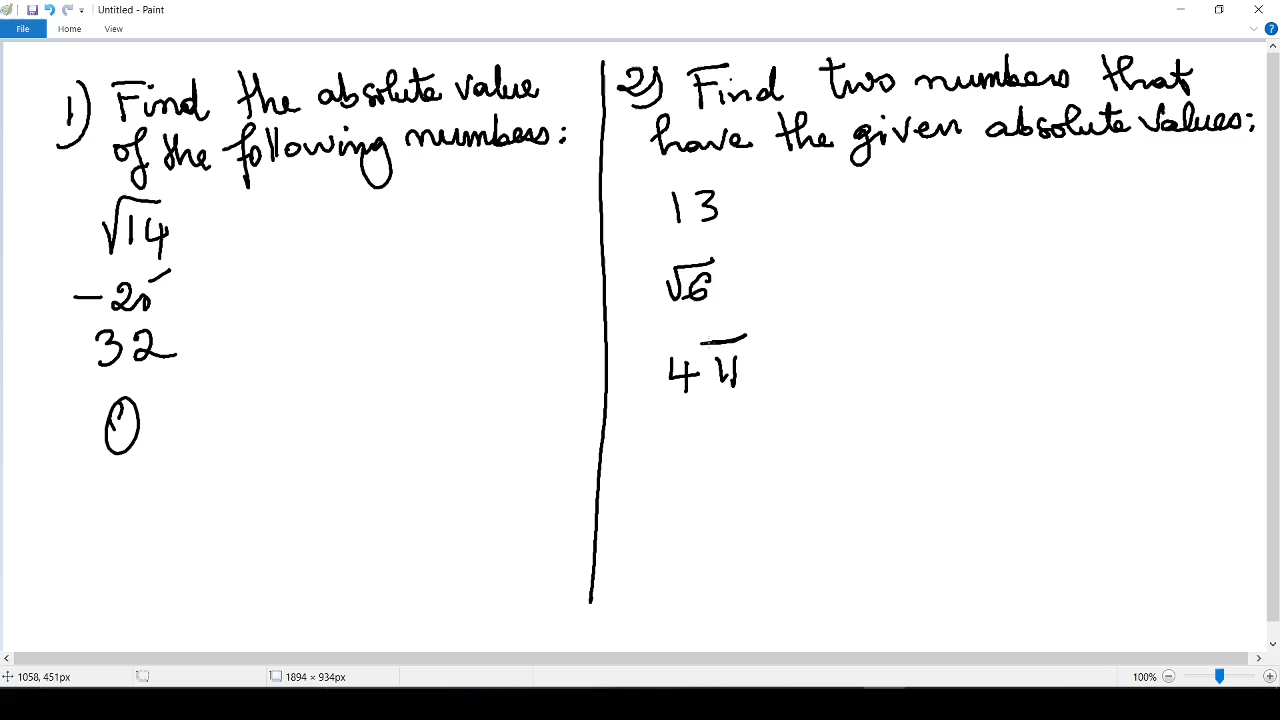 Untitled - Paint
File Home View
1) Find the absolute value
of the following numbers:
√14
-20
32
0
2) Find two numbers that
have the given absolute values:
13
√6
4
1058, 451px
1894 × 934px
100%